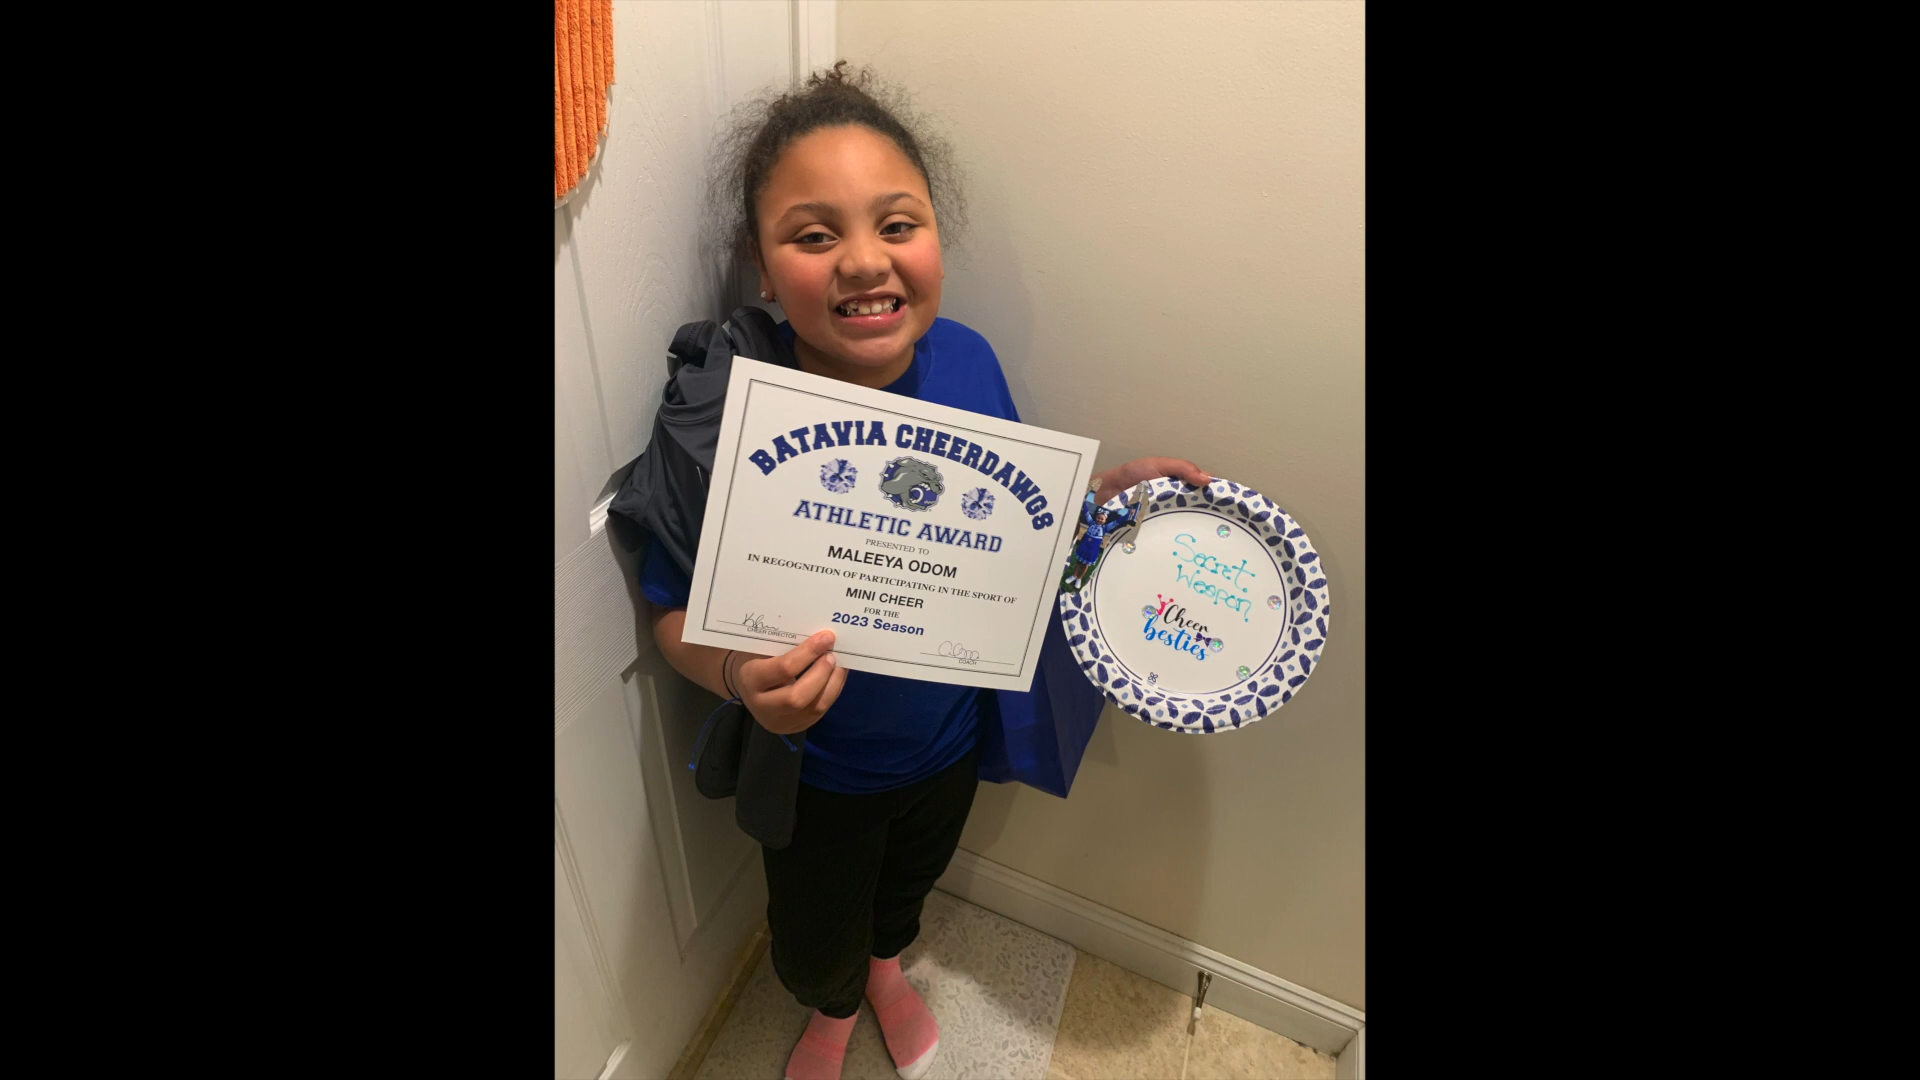 BATAVIA CHEERDAWGS
ATHLETIC AWARD
PRESENTED TO
MALEEYA ODOM
IN REGOGNITION OF PARTICIPATING IN THE SPORT OF
MINI CHEER
FOR THE
2023 Season
CHEER DIRECTOR
COACH
Secret
Weapon
Cheer
besties